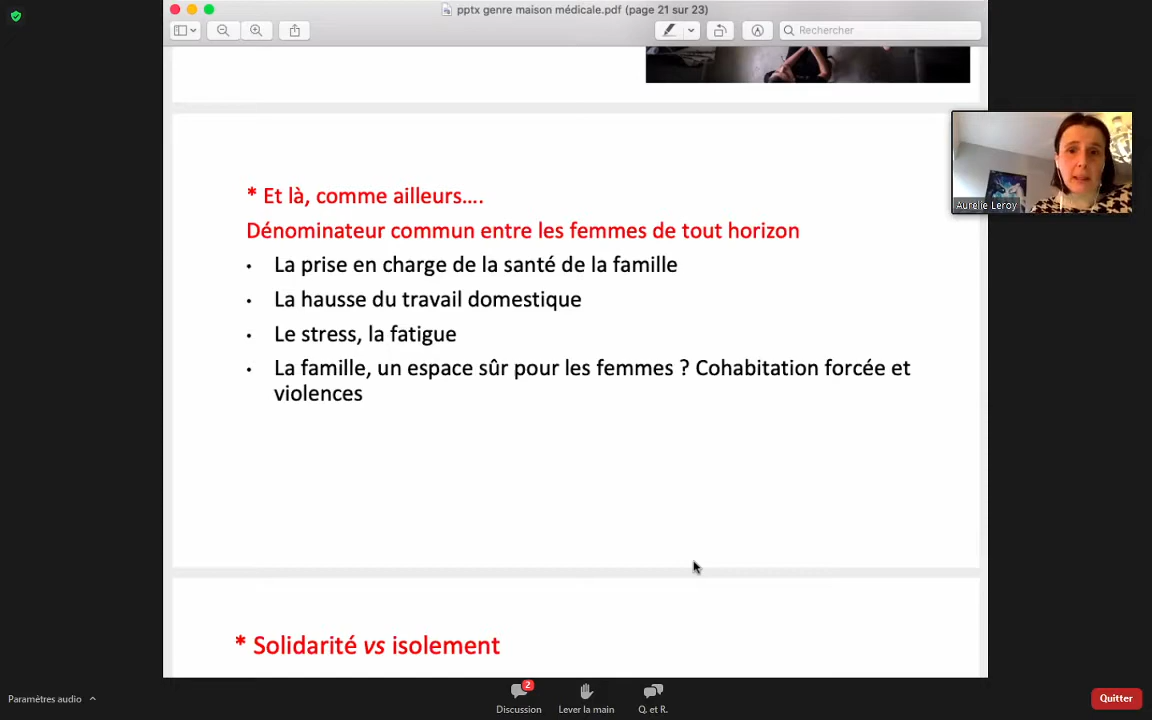 pptx genre maison médicale.pdf (page 21 sur 23)
Rechercher
* Et là, comme ailleurs....
Dénominateur commun entre les femmes de tout horizon
• La prise en charge de la santé de la famille
• La hausse du travail domestique
• Le stress, la fatigue
• La famille, un espace sûr pour les femmes ? Cohabitation forcée et
violences
Aurélie Leroy
* Solidarité vs isolement
Paramètres audio
2
Discussion
Lever la main
Q. et R.
Quitter